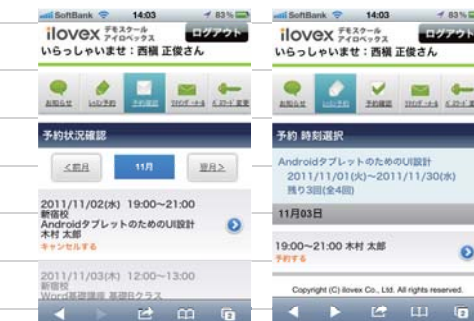 SoftBank 14:03 83%
ilovex デモスクール アイロベックス
ログアウト
いらっしゃいませ：西槇 正俊さん
お知らせ 予約確認
予約状況確認
<前月 11月 翌月>
2011/11/02(水) 19:00~21:00
新宿校
AndroidタブレットのためのUI設計
木村 太郎
キャンセルする
2011/11/03(木) 12:00~13:00
新宿校
Word基礎講座 基礎Bクラス
SoftBank 14:03 83%
ilovex デモスクール アイロベックス
ログアウト
いらっしゃいませ：西槇 正俊さん
お知らせ 予約確認
予約 時刻選択
AndroidタブレットのためのUI設計
2011/11/01(火)~2011/11/30(水)
残り3回(全4回)
11月03日
19:00~21:00 木村 太郎
予約する
Copyright (C) ilovex Co., Ltd. All rights reserved.